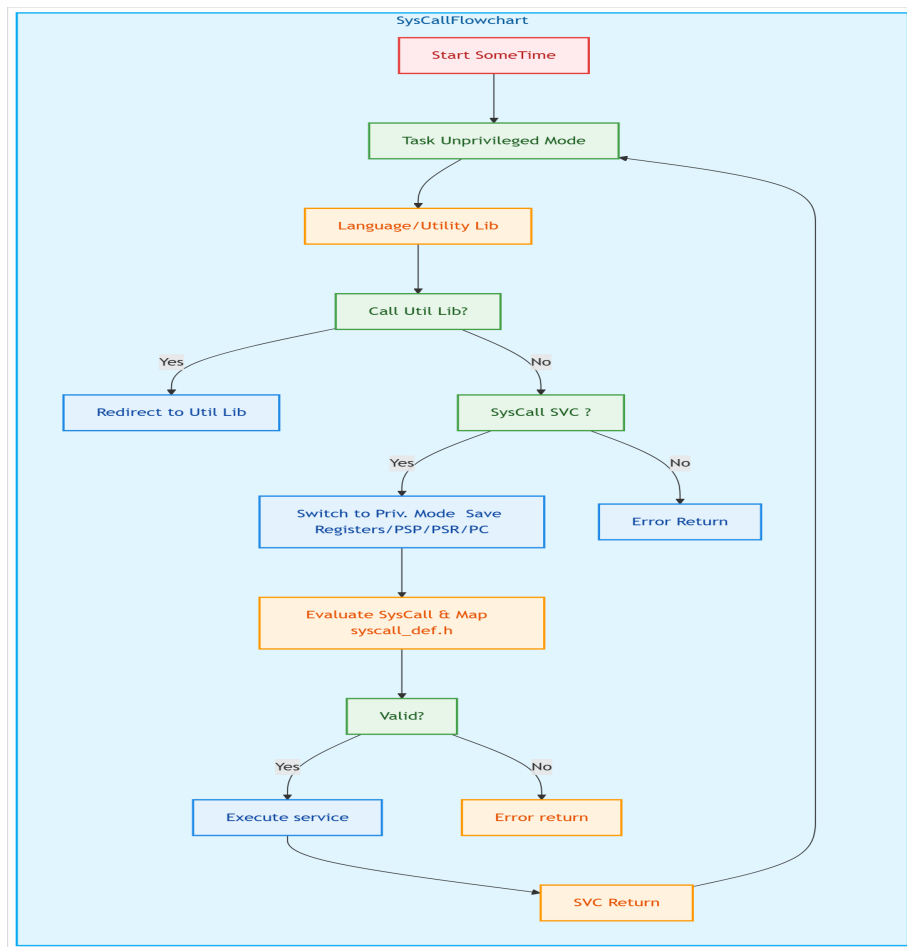 SysCallFlowchart
Start SomeTime
Task Unprivileged Mode
Language/Utility Lib
Call Util Lib?
Yes
No
Redirect to Util Lib
SysCall SVC ?
Yes
No
Switch to Priv. Mode Save
Registers/PSP/PSR/PC
Error Return
Evaluate SysCall & Map
syscall_def.h
Valid?
Yes
No
Execute service
Error return
SVC Return